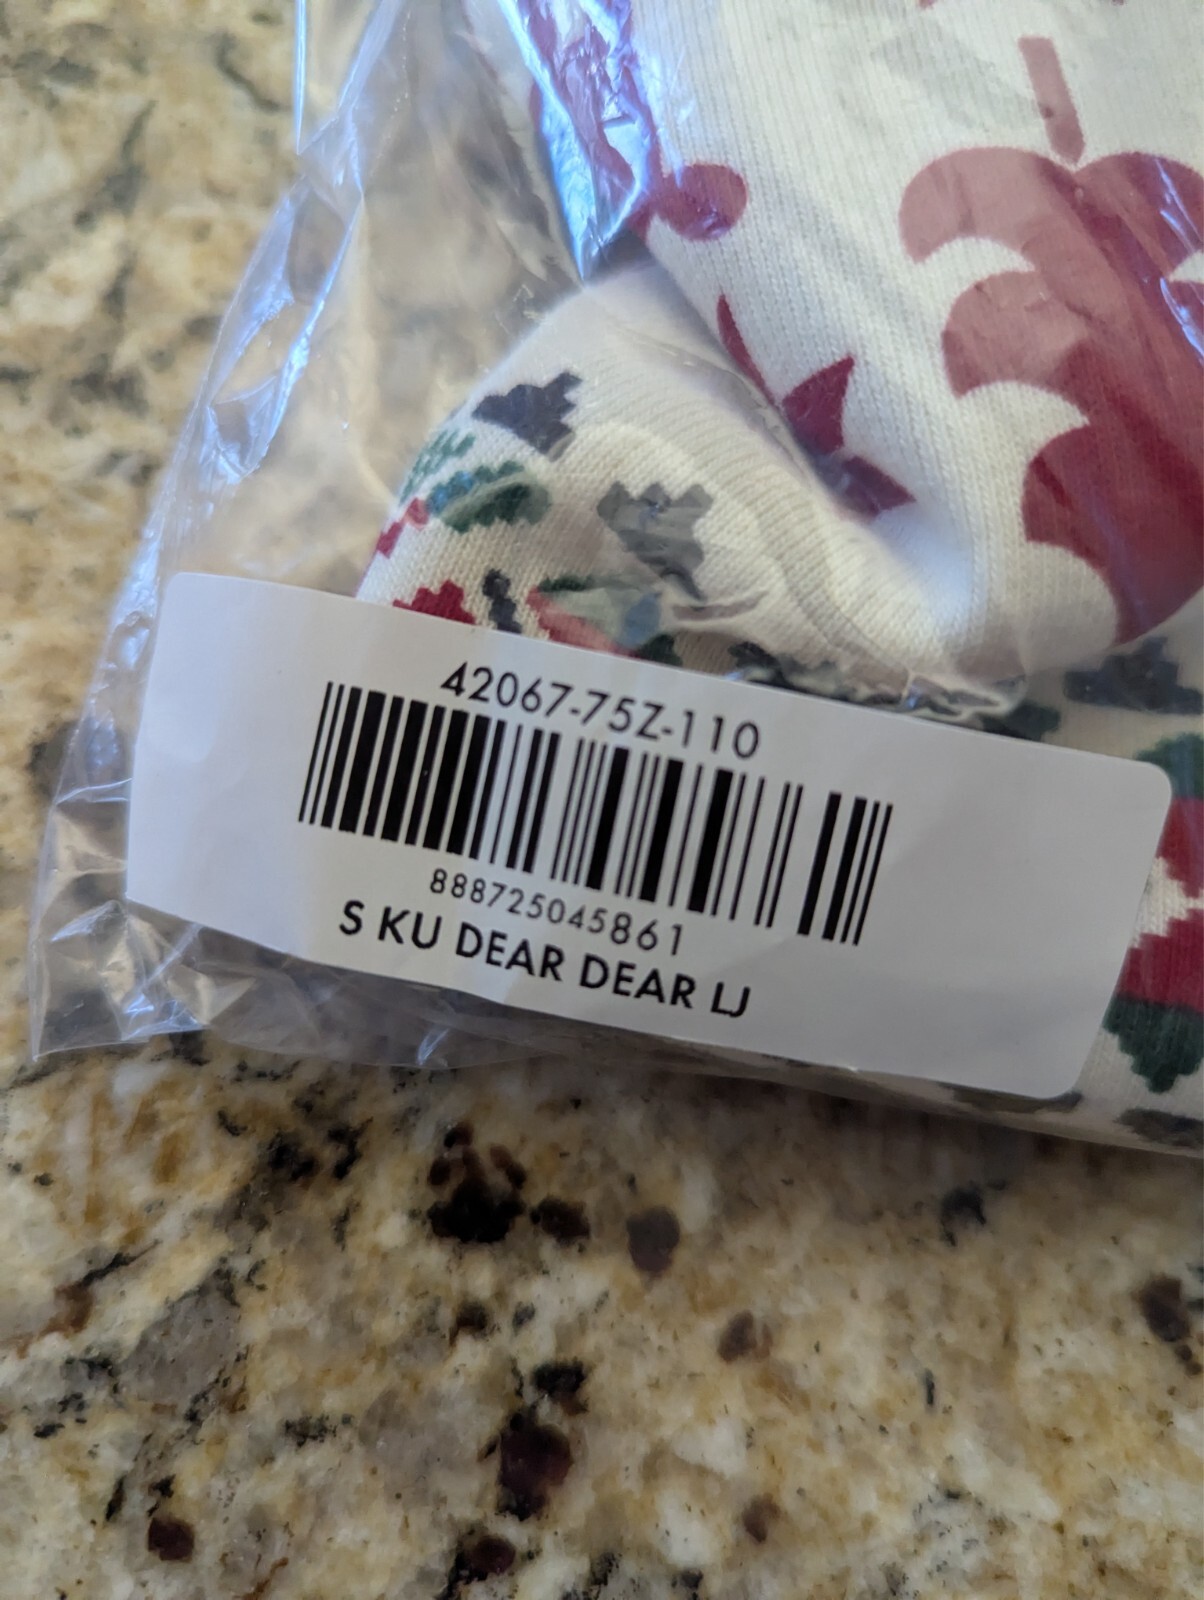 42067-75Z-110
888725045861
S KU DEAR DEAR LJ